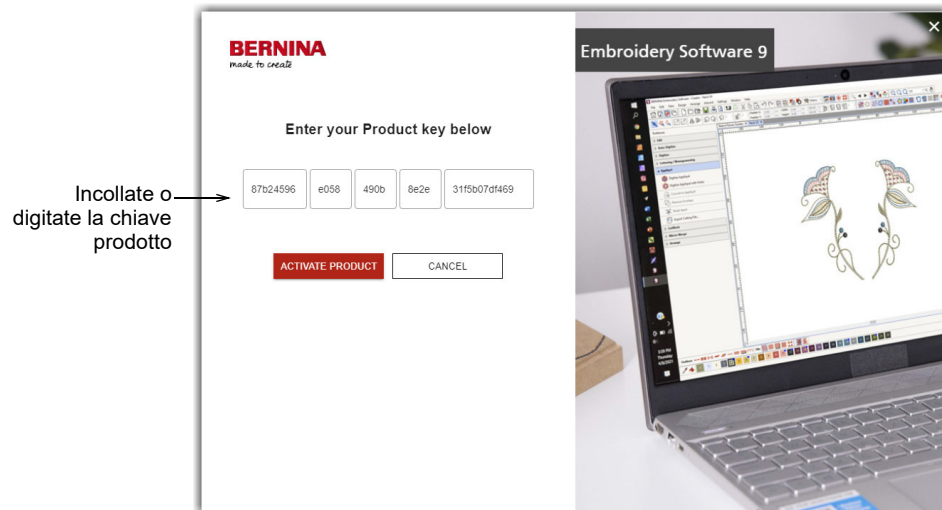 BERNINA
made to create
Embroidery Software 9
Enter your Product key below
87b24596 e058 490b 8e2e 31f5b07df469
Incollate o
digitate la chiave
prodotto
ACTIVATE PRODUCT CANCEL